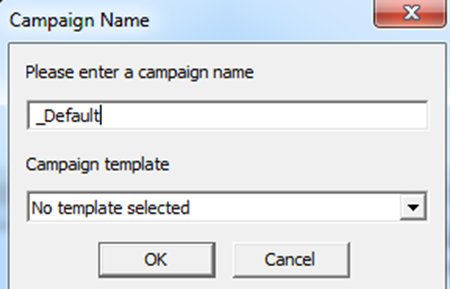 Campaign Name
Please enter a campaign name
_Default
Campaign template
No template selected
OK Cancel